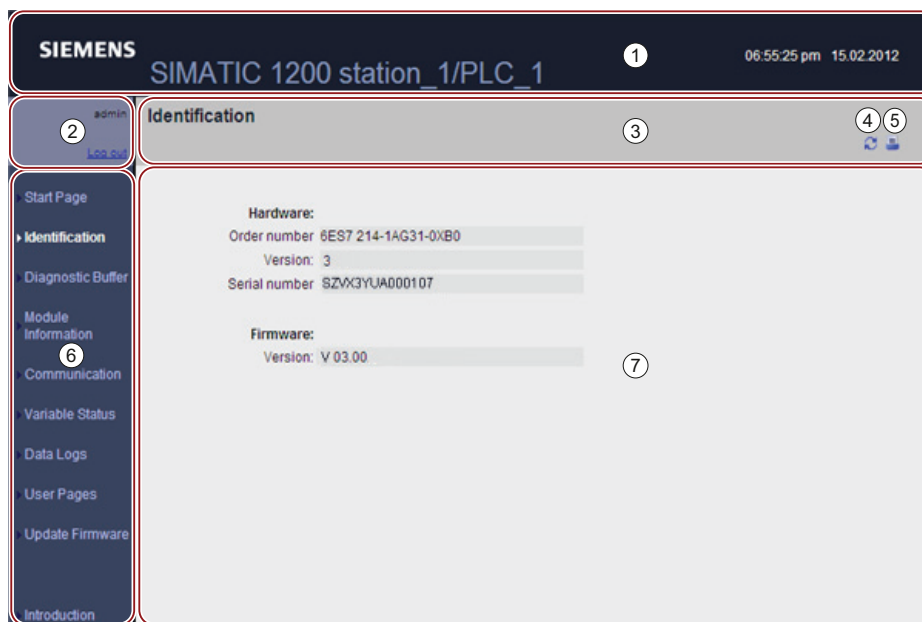 SIEMENS
SIMATIC 1200 station_1/PLC_1
1
06:55:25 pm 15.02.2012
admin
2
Log out
Identification
3
4
5
Start Page
Identification
Diagnostic Buffer
Module
Information
6
Communication
Variable Status
Data Logs
User Pages
Update Firmware
Introduction
Hardware:
Order number 6ES7 214-1AG31-0XB0
Version: 3
Serial number SZVX3YUA000107
Firmware:
Version: V 03.00
7